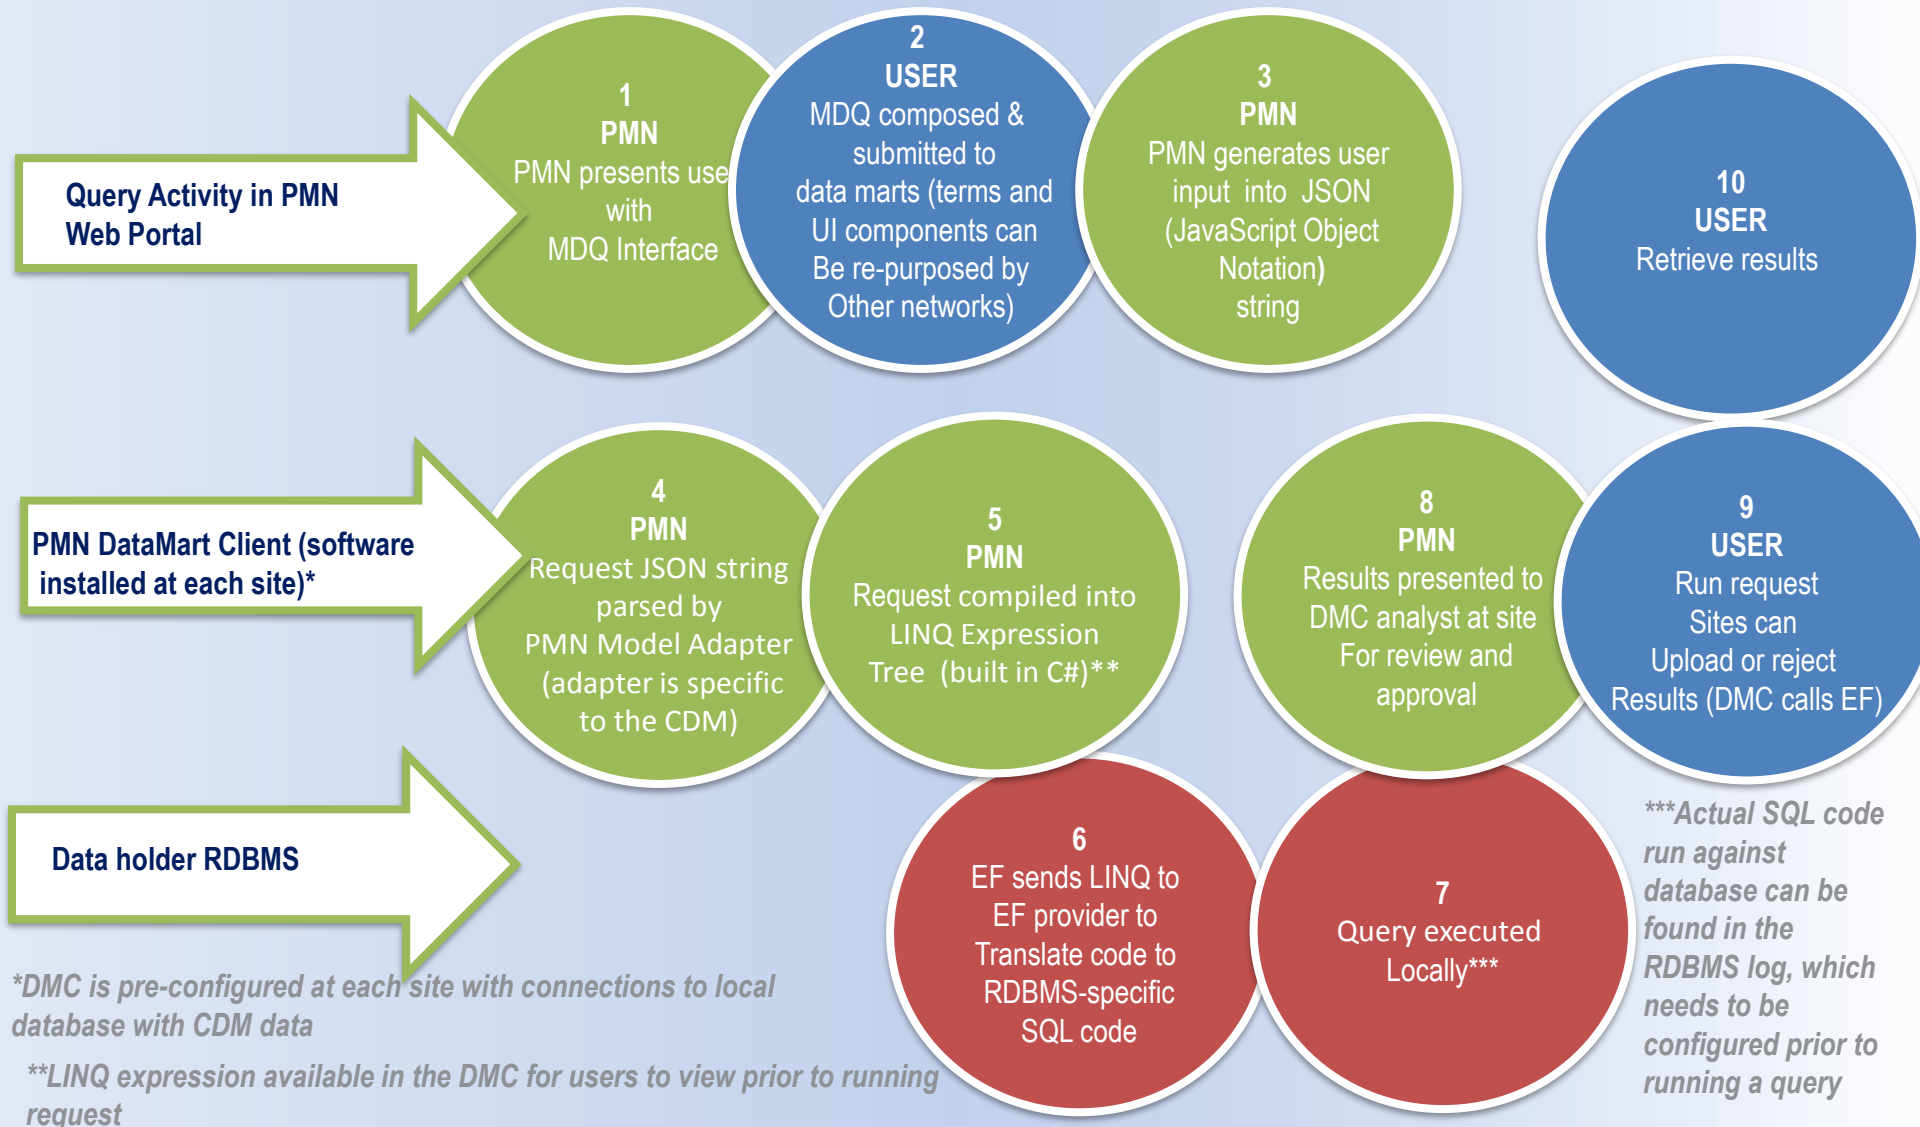 Query Activity in PMN
Web Portal
1
PMN
PMN presents use
with
MDQ Interface
2
USER
MDQ composed &
submitted to
data marts (terms and
UI components can
Be re-purposed by
Other networks)
3
PMN
PMN generates user
input into JSON
(JavaScript Object
Notation)
string
10
USER
Retrieve results
PMN DataMart Client (software
installed at each site)*
4
PMN
Request JSON string
parsed by
PMN Model Adapter
(adapter is specific
to the CDM)
5
PMN
Request compiled into
LINQ Expression
Tree (built in C#)**
8
PMN
Results presented to
DMC analyst at site
For review and
approval
9
USER
Run request
Sites can
Upload or reject
Results (DMC calls EF)
Data holder RDBMS
6
EF sends LINQ to
EF provider to
Translate code to
RDBMS-specific
SQL code
7
Query executed
Locally***
***Actual SQL code
run against
database can be
found in the
RDBMS log, which
needs to be
configured prior to
running a query
*DMC is pre-configured at each site with connections to local
database with CDM data
**LINQ expression available in the DMC for users to view prior to running
request